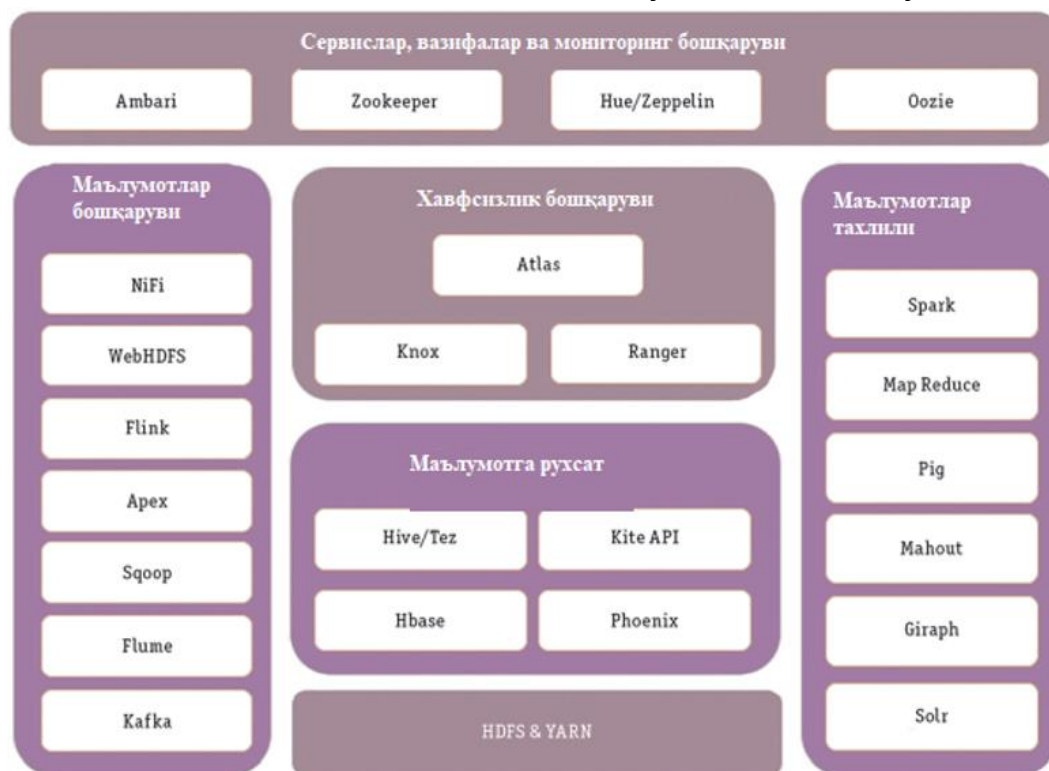 Сервислар, вазифалар ва мониторинг бошқаруви
Ambari
Zookeeper
Hue/Zeppelin
Oozie
Маълумотлар
бошқаруви
NiFi
WebHDFS
Flink
Apex
Sqoop
Flume
Kafka
Хавфсизлик бошқаруви
Atlas
Knox
Ranger
Маълумотга рухсат
Hive/Tez
Kite API
Hbase
Phoenix
HDFS & YARN
Маълумотлар
тахлили
Spark
Map Reduce
Pig
Mahout
Giraph
Solr